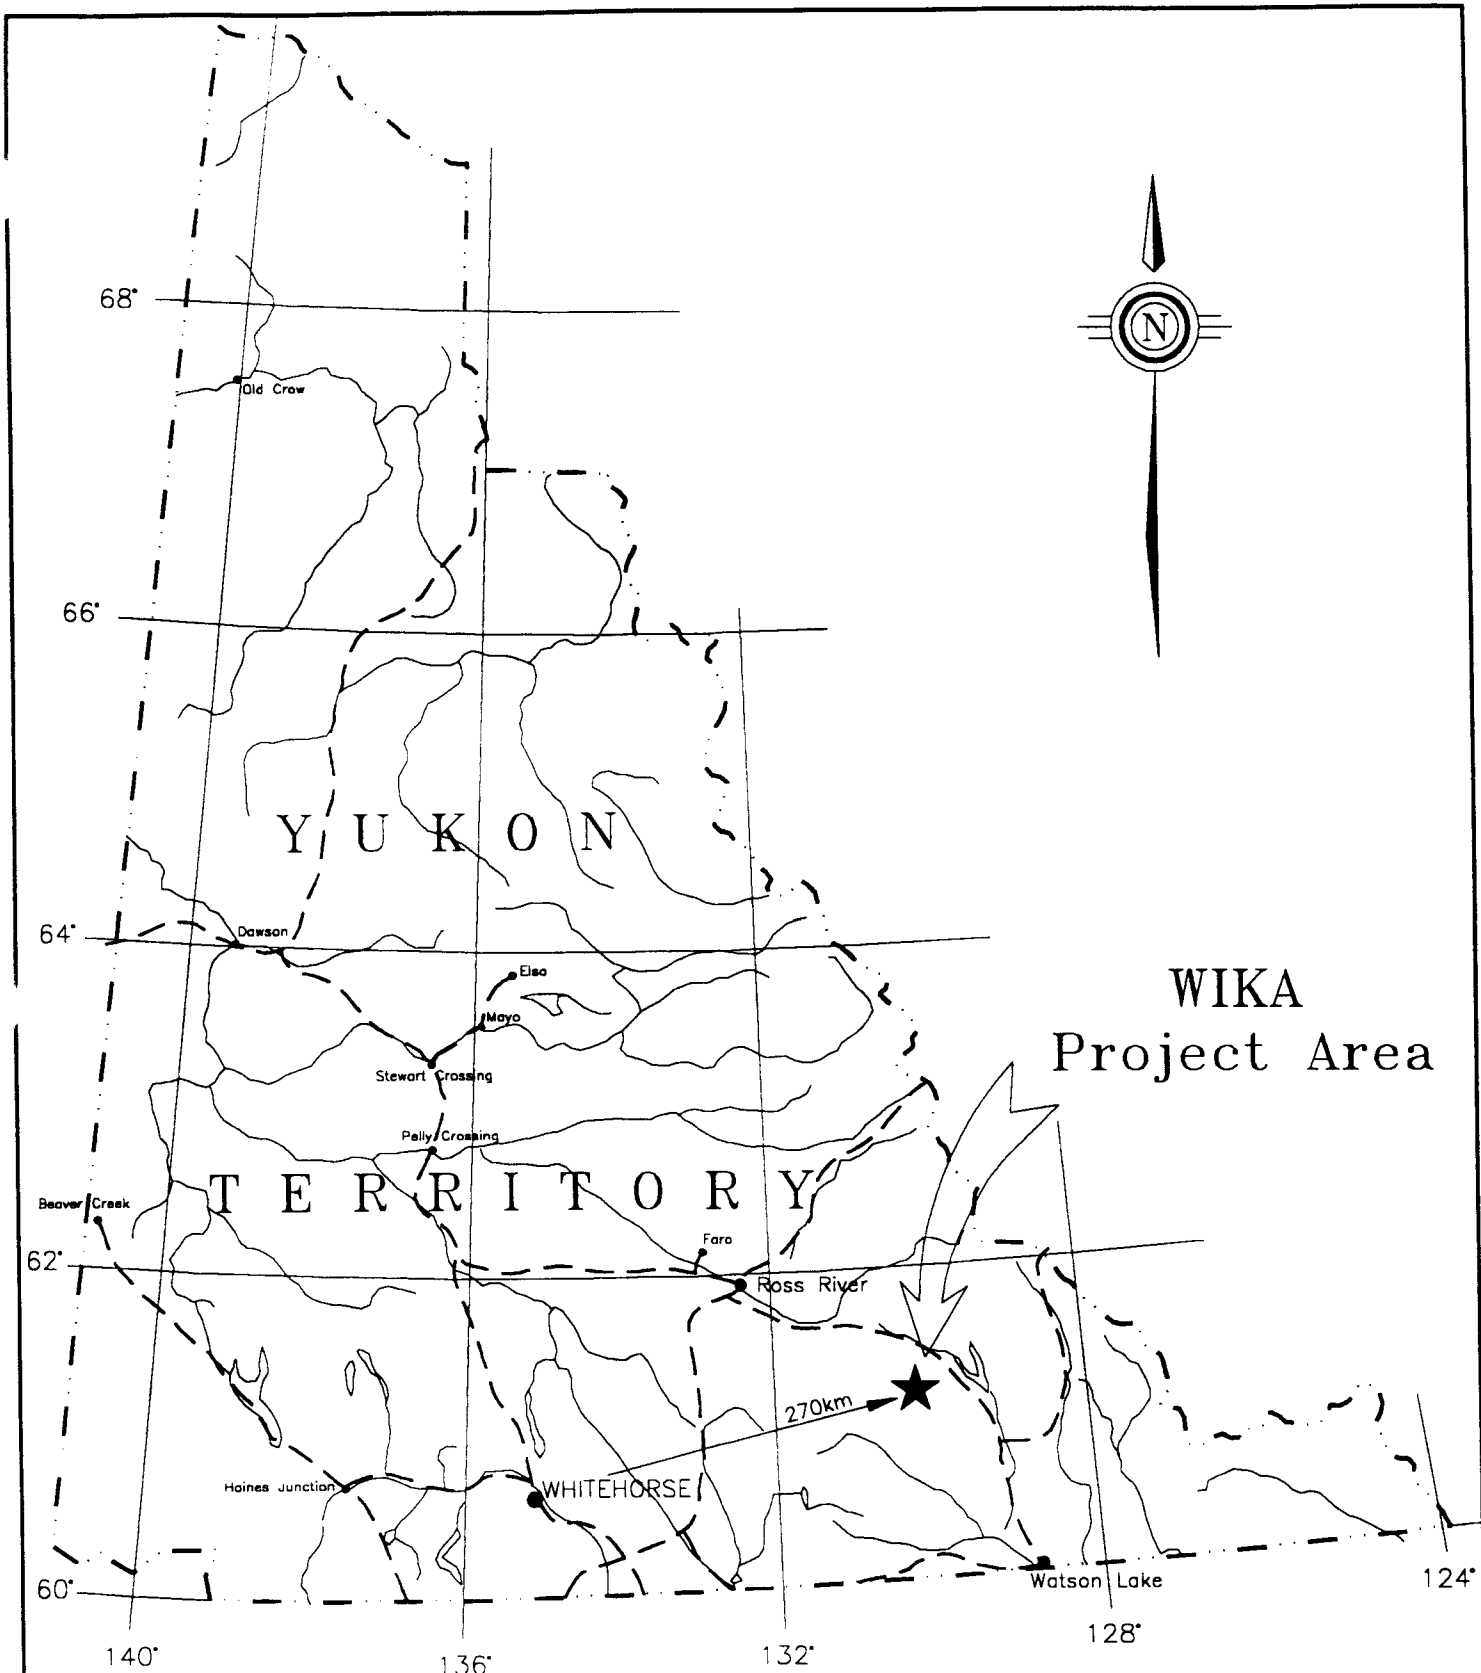 68°
N
Old Crow
66°
YUKON
64°
Dawson
Elsa
WIKA
Project Area
Mayo
Stewart Crossing
Pelly Crossing
TERRITORY
Beaver Creek
Faro
62°
Ross River
270km
Haines Junction
WHITEHORSE
60°
Watson Lake
124°
128°
132°
136°
140°